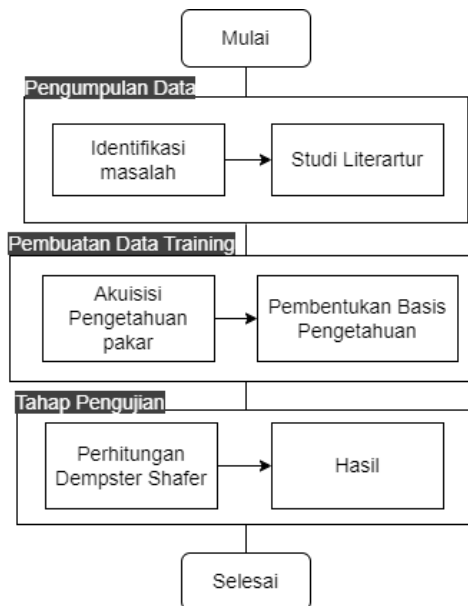 Mulai
Pengumpulan Data
Identifikasi
masalah
Studi Literartur
Pembuatan Data Training
Akuisisi
Pengetahuan
pakar
Pembentukan Basis
Pengetahuan
Tahap Pengujian
Perhitungan
Dempster Shafer
Hasil
Selesai